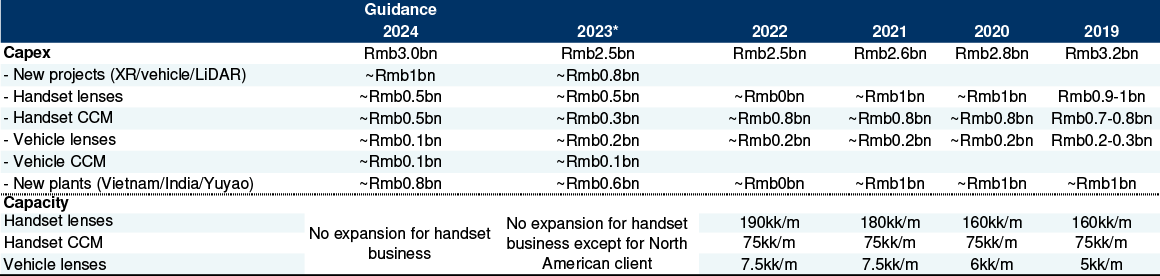 Guidance
2024 2023* 2022 2021 2020 2019
Capex Rmb3.0bn Rmb2.5bn Rmb2.5bn Rmb2.6bn Rmb2.8bn Rmb3.2bn
- New projects (XR/vehicle/LiDAR) ~Rmb1bn ~Rmb0.8bn
- Handset lenses ~Rmb0.5bn ~Rmb0.5bn ~Rmb0bn ~Rmb1bn ~Rmb1bn Rmb0.9-1bn
- Handset CCM ~Rmb0.5bn ~Rmb0.3bn ~Rmb0.8bn ~Rmb0.8bn ~Rmb0.8bn Rmb0.7-0.8bn
- Vehicle lenses ~Rmb0.1bn ~Rmb0.2bn ~Rmb0.2bn ~Rmb0.2bn ~Rmb0.2bn Rmb0.2-0.3bn
- Vehicle CCM ~Rmb0.1bn ~Rmb0.1bn
- New plants (Vietnam/India/Yuyao) ~Rmb0.8bn ~Rmb0.6bn ~Rmb0bn ~Rmb1bn ~Rmb1bn ~Rmb1bn
Capacity
Handset lenses 190kk/m 180kk/m 160kk/m 160kk/m
Handset CCM 75kk/m 75kk/m 75kk/m 75kk/m
Vehicle lenses 7.5kk/m 7.5kk/m 6kk/m 5kk/m
No expansion for handset
business
No expansion for handset
business except for North
American client